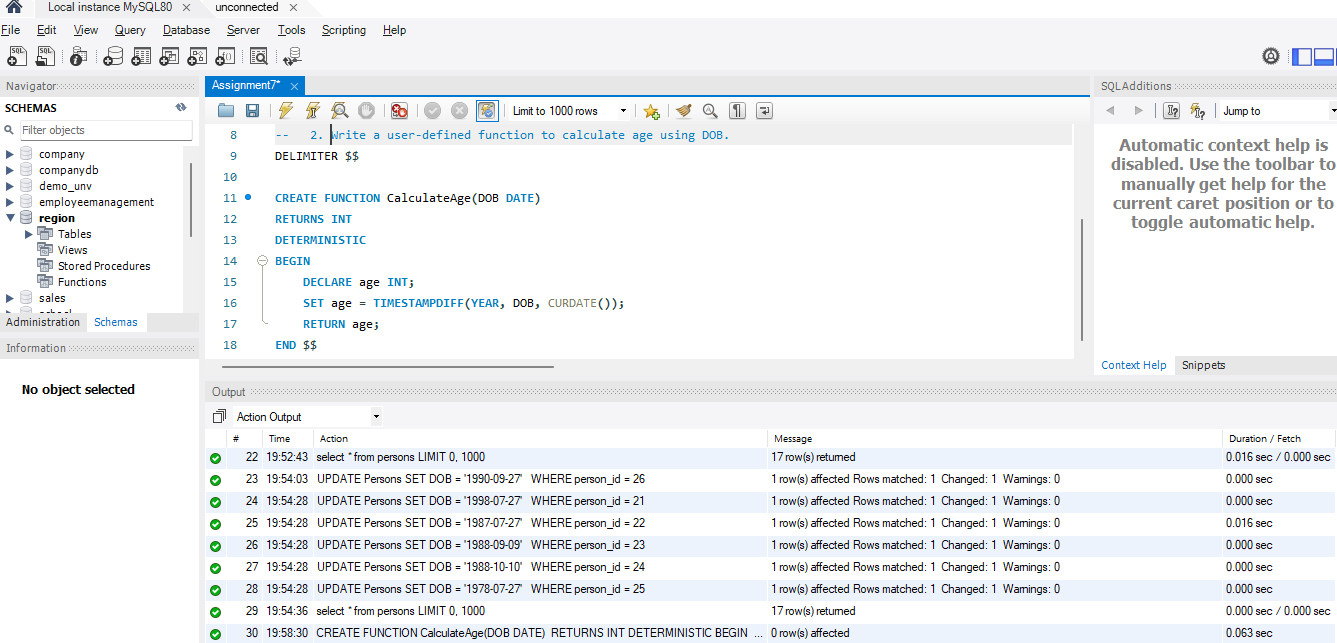 Local instance MySQL80 × unconnected ×
File Edit View Query Database Server Tools Scripting Help
Navigator
SCHEMAS
Filter objects
company
companydb
demo_unv
employeemanagement
region
Tables
Views
Stored Procedures
Functions
sales
Administration Schemas
Information
No object selected
Assignment7* ×
Limit to 1000 rows
8 -- 2. Write a user-defined function to calculate age using DOB.
9 DELIMITER $$
10
11 CREATE FUNCTION CalculateAge(DOB DATE)
12 RETURNS INT
13 DETERMINISTIC
14 BEGIN
15 DECLARE age INT;
16 SET age = TIMESTAMPDIFF(YEAR, DOB, CURDATE());
17 RETURN age;
18 END $$
SQLAdditions
Jump to
Automatic context help is
disabled. Use the toolbar to
manually get help for the
current caret position or to
toggle automatic help.
Context Help Snippets
Output
Action Output
# Time Action Message Duration / Fetch
22 19:52:43 select * from persons LIMIT 0, 1000 17 row(s) returned 0.016 sec / 0.000 sec
23 19:54:03 UPDATE Persons SET DOB = '1990-09-27' WHERE person_id = 26 1 row(s) affected Rows matched: 1 Changed: 1 Warnings: 0 0.000 sec
24 19:54:28 UPDATE Persons SET DOB = '1998-07-27' WHERE person_id = 21 1 row(s) affected Rows matched: 1 Changed: 1 Warnings: 0 0.000 sec
25 19:54:28 UPDATE Persons SET DOB = '1987-07-27' WHERE person_id = 22 1 row(s) affected Rows matched: 1 Changed: 1 Warnings: 0 0.016 sec
26 19:54:28 UPDATE Persons SET DOB = '1988-09-09' WHERE person_id = 23 1 row(s) affected Rows matched: 1 Changed: 1 Warnings: 0 0.000 sec
27 19:54:28 UPDATE Persons SET DOB = '1988-10-10' WHERE person_id = 24 1 row(s) affected Rows matched: 1 Changed: 1 Warnings: 0 0.000 sec
28 19:54:28 UPDATE Persons SET DOB = '1978-07-27' WHERE person_id = 25 1 row(s) affected Rows matched: 1 Changed: 1 Warnings: 0 0.000 sec
29 19:54:36 select * from persons LIMIT 0, 1000 17 row(s) returned 0.000 sec / 0.000 sec
30 19:58:30 CREATE FUNCTION CalculateAge(DOB DATE) RETURNS INT DETERMINISTIC BEGIN ... 0 row(s) affected 0.063 sec